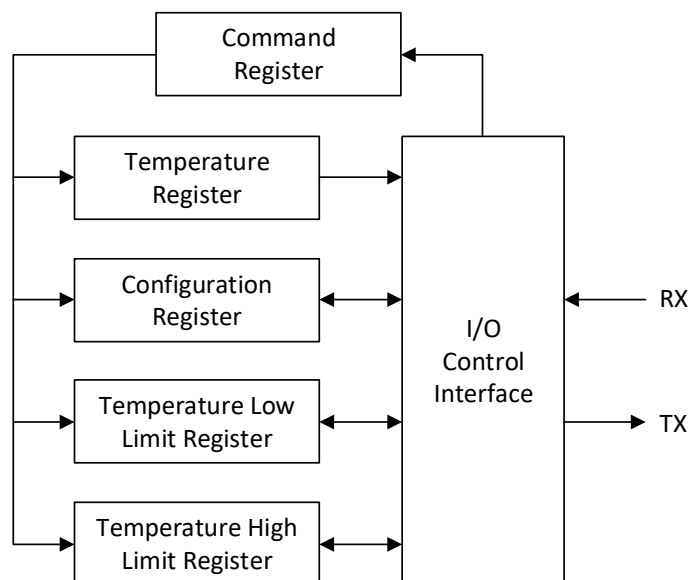 Command
Register
Temperature
Register
Configuration
Register
Temperature Low
Limit Register
Temperature High
Limit Register
I/O
Control
Interface
RX
TX